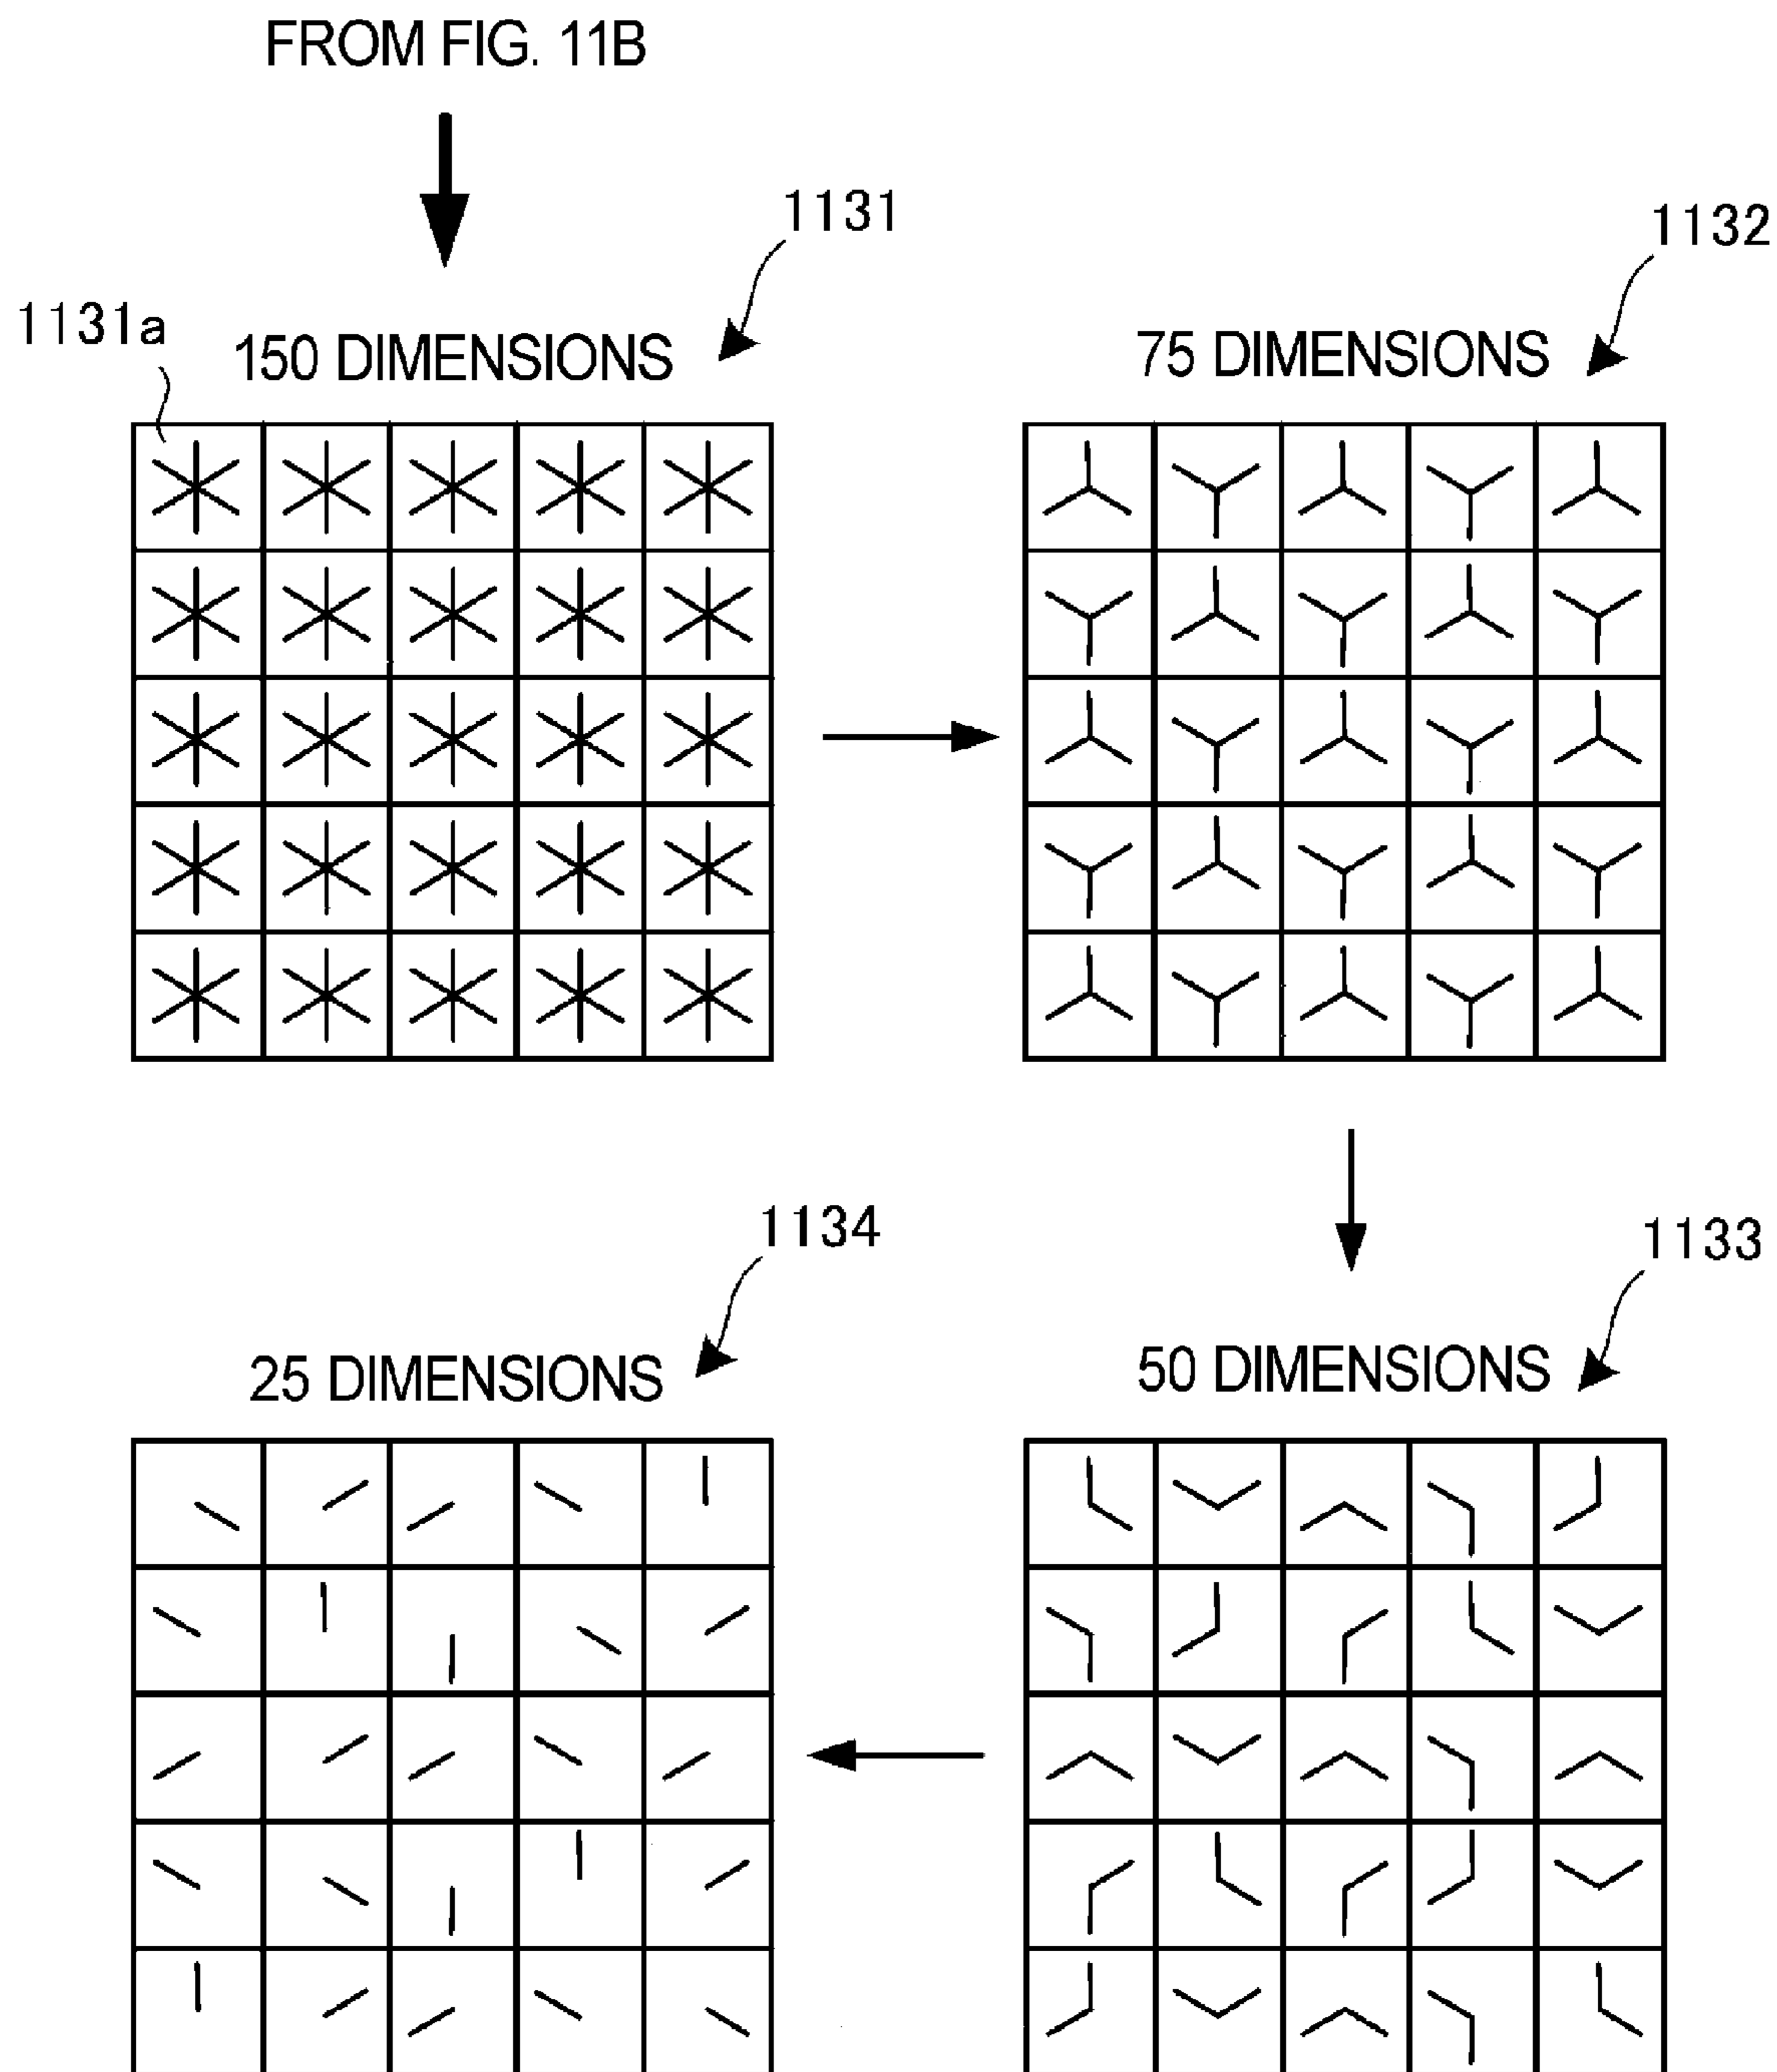 FROM FIG. 11B
1131
1132
1131a
150 DIMENSIONS
75 DIMENSIONS
1134
1133
25 DIMENSIONS
50 DIMENSIONS